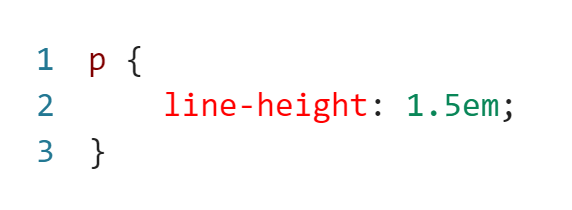 1 p {
2     line-height: 1.5em;
3 }